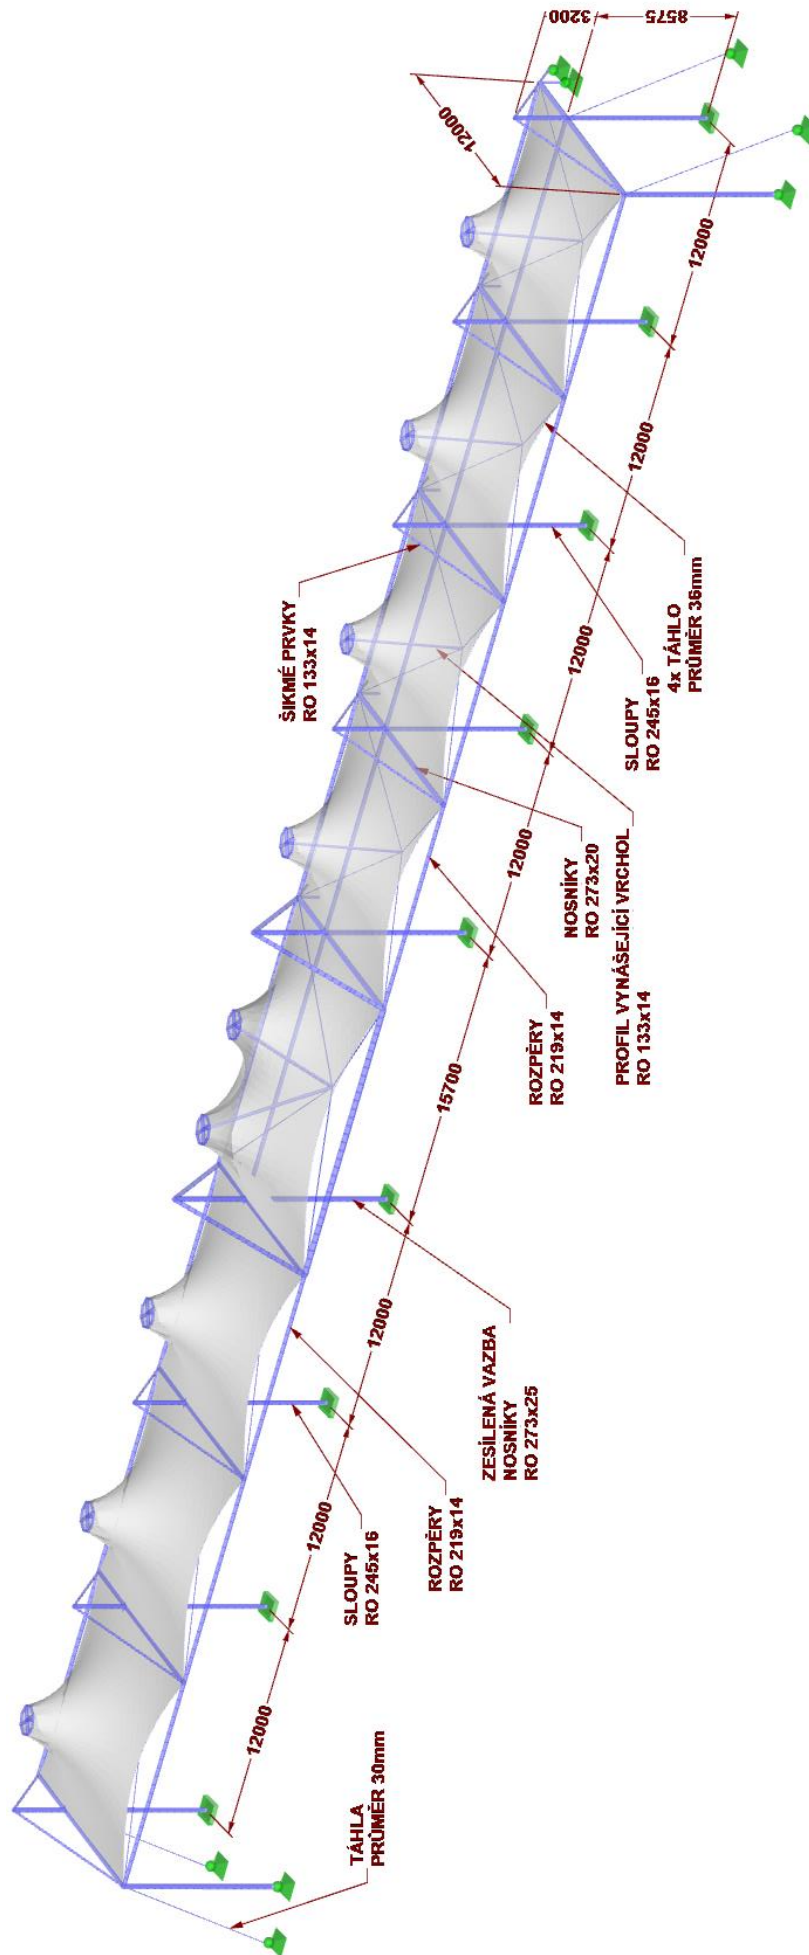 3200
8575
12000
12000
12000
12000
12000
15700
12000
12000
12000
ŠIKMÉ PRVKY
RO 133x14
4x TÁHLO
PRŮMĚR 36mm
SLOUPY
RO 245x16
PROFIL VYNÁŠEJÍCÍ VRCHOL
RO 133x14
NOSNÍKY
RO 273x20
ROZPĚRY
RO 219x14
ZESÍLENÁ VAZBA
NOSNÍKY
RO 273x25
ROZPĚRY
RO 219x14
SLOUPY
RO 245x16
TÁHLA
PRŮMĚR 30mm